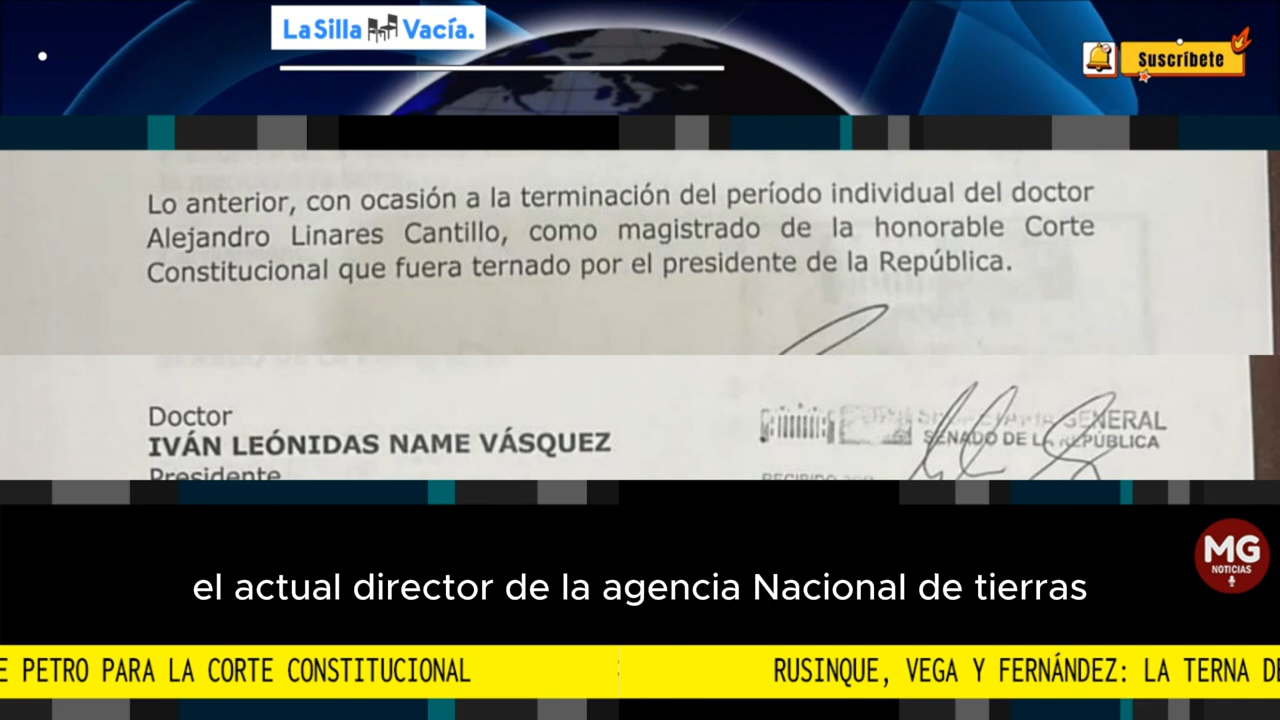 La Silla Vacía.
Suscríbete
Lo anterior, con ocasión a la terminación del período individual del doctor
Alejandro Linares Cantillo, como magistrado de la honorable Corte
Constitucional que fuera ternado por el presidente de la República.
Doctor
IVÁN LEÓNIDAS NAME VÁSQUEZ
Presidente
GENERAL
SENADO DE LA REPÚBLICA
RECIBIDO
el actual director de la agencia Nacional de tierras
MG
NOTICIAS
E PETRO PARA LA CORTE CONSTITUCIONAL
RUSINQUE, VEGA Y FERNÁNDEZ: LA TERNA DE